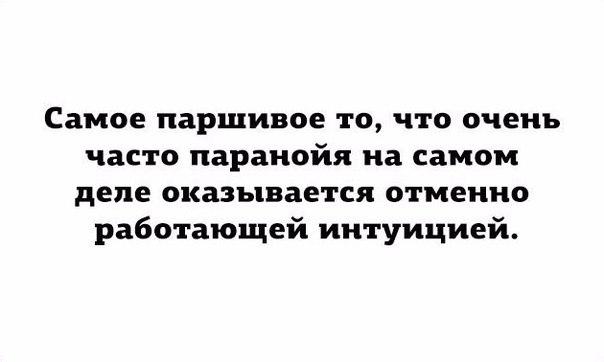 Самое паршивое то, что очень
часто паранойя на самом
деле оказывается отменно
работающей интуицией.